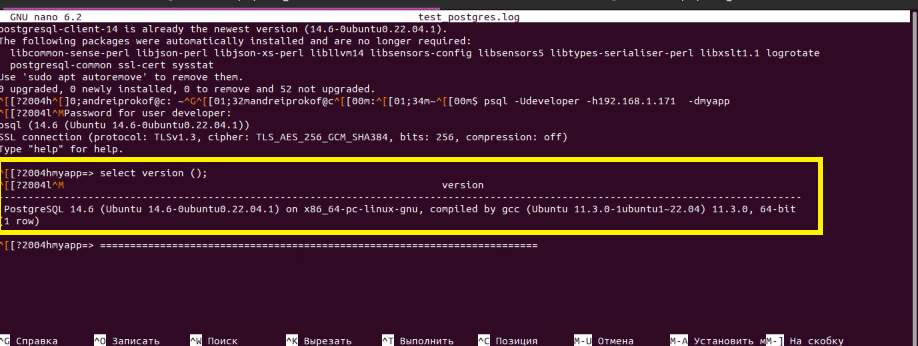 GNU nano 6.2 test_postgres.log
postgresql-client-14 is already the newest version (14.6-0ubuntu0.22.04.1).
The following packages were automatically installed and are no longer required:
libcommon-sense-perl libjson-perl libjson-xs-perl libllvm14 libsensors-config libsensors5 libtypes-serialiser-perl libxslt1.1 logrotate
postgresql-common ssl-cert sysstat
Use 'sudo apt autoremove' to remove them.
0 upgraded, 0 newly installed, 0 to remove and 52 not upgraded.
^[[?2004h^[]0;andreiprokof@c: ~^G^[[01;32mandreiprokof@c^[[00m:^[[01;34m~^[[00m$ psql -Udeveloper -h192.168.1.171 -dmyapp
^[[?2004l^MPassword for user developer:
psql (14.6 (Ubuntu 14.6-0ubuntu0.22.04.1))
SSL connection (protocol: TLSv1.3, cipher: TLS_AES_256_GCM_SHA384, bits: 256, compression: off)
Type "help" for help.
^[[?2004hmyapp=> select version ();
^[[?2004l^M
version
PostgreSQL 14.6 (Ubuntu 14.6-0ubuntu0.22.04.1) on x86_64-pc-linux-gnu, compiled by gcc (Ubuntu 11.3.0-1ubuntu1~22.04) 11.3.0, 64-bit
(1 row)
^[[?2004hmyapp=> =========================================================================
^G Справка ^O Записать ^W Поиск ^K Вырезать ^T Выполнить ^C Позиция M-U Отмена M-A Установить мM-] На скобку